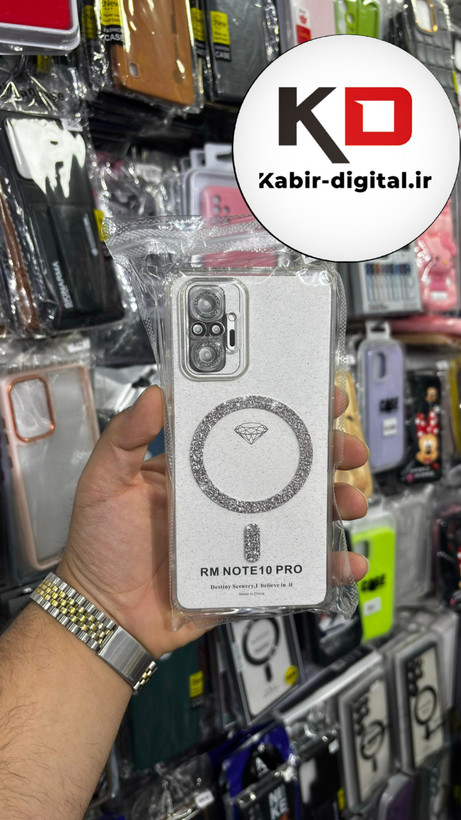 KD
Kabir-digital.ir
RM NOTE10 PRO
Destiny Scenery,I Believe in it
Made in China